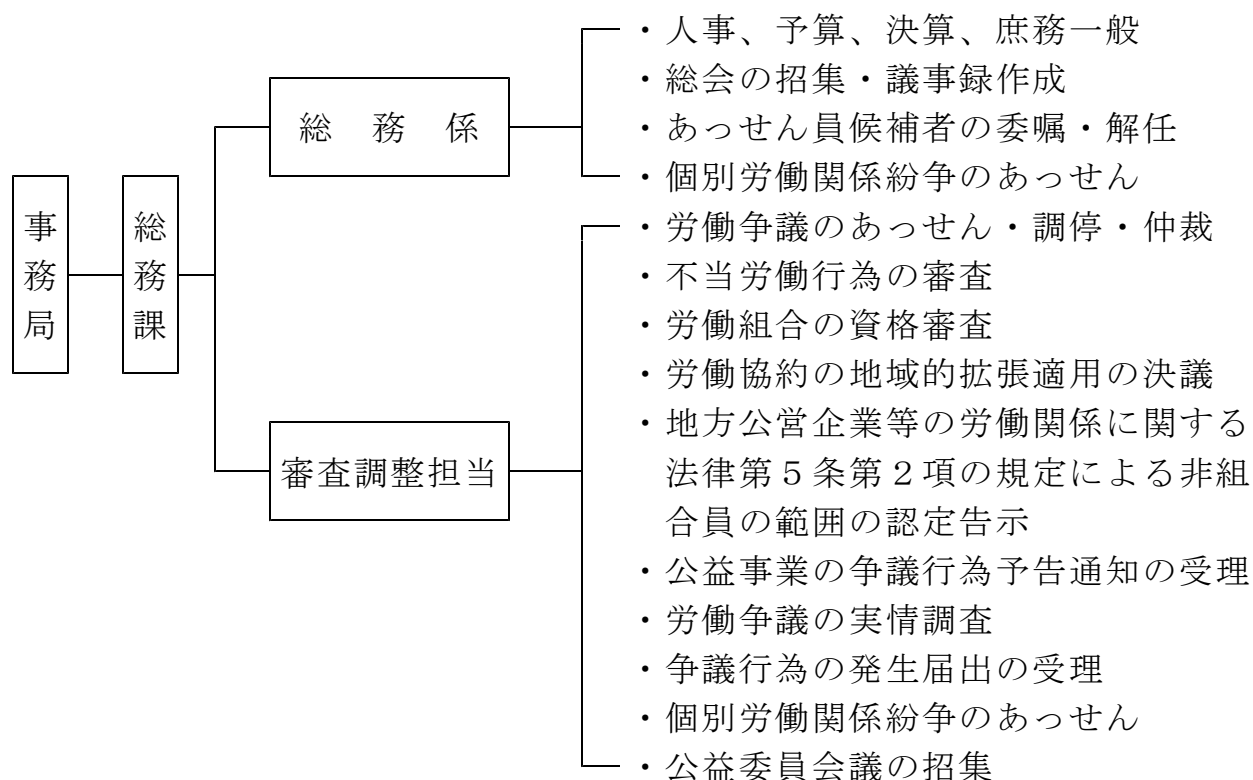 事務局
総務課
総務係
・人事、予算、決算、庶務一般
・総会の招集・議事録作成
・あっせん員候補者の委嘱・解任
・個別労働関係紛争のあっせん
審査調整担当
・労働争議のあっせん・調停・仲裁
・不当労働行為の審査
・労働組合の資格審査
・労働協約の地域的拡張適用の決議
・地方公営企業等の労働関係に関する
法律第５条第２項の規定による非組
合員の範囲の認定告示
・公益事業の争議行為予告通知の受理
・労働争議の実情調査
・争議行為の発生届出の受理
・個別労働関係紛争のあっせん
・公益委員会議の招集